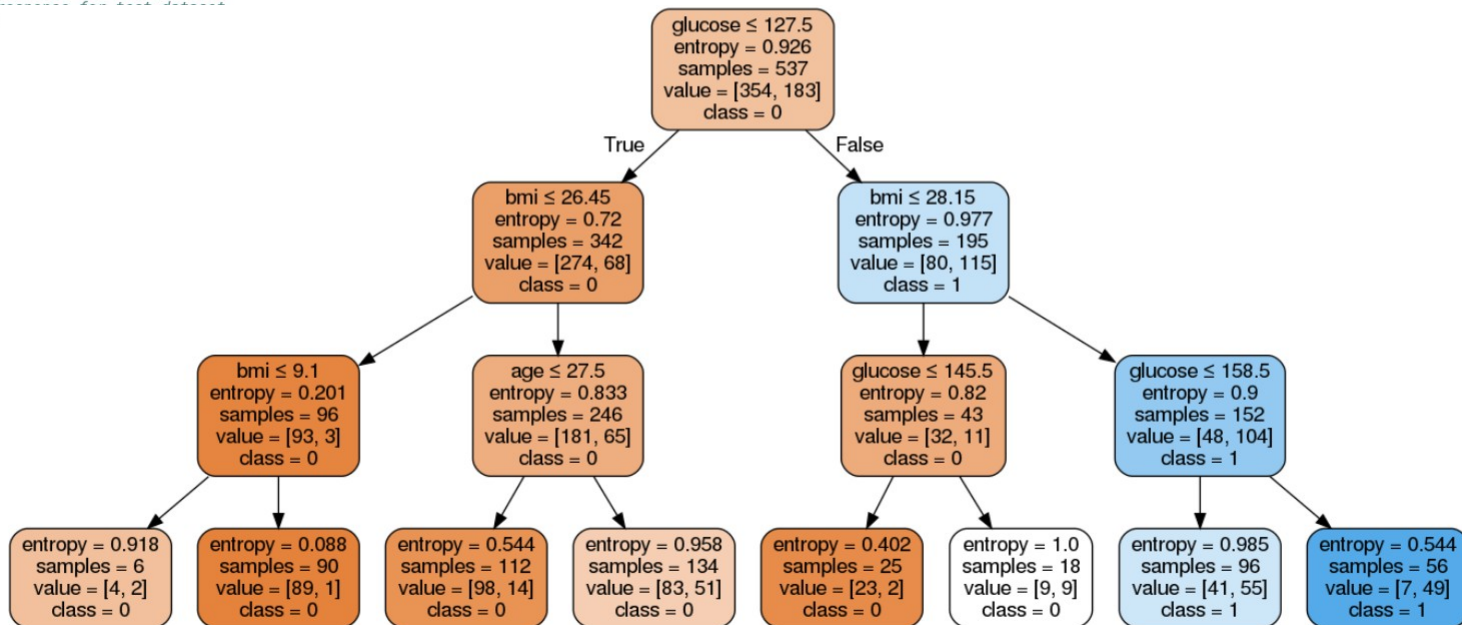 response for test dataset
glucose ≤ 127.5
entropy = 0.926
samples = 537
value = [354, 183]
class = 0
True
False
bmi ≤ 26.45
entropy = 0.72
samples = 342
value = [274, 68]
class = 0
bmi ≤ 28.15
entropy = 0.977
samples = 195
value = [80, 115]
class = 1
bmi ≤ 9.1
entropy = 0.201
samples = 96
value = [93, 3]
class = 0
age ≤ 27.5
entropy = 0.833
samples = 246
value = [181, 65]
class = 0
glucose ≤ 145.5
entropy = 0.82
samples = 43
value = [32, 11]
class = 0
glucose ≤ 158.5
entropy = 0.9
samples = 152
value = [48, 104]
class = 1
entropy = 0.918
samples = 6
value = [4, 2]
class = 0
entropy = 0.088
samples = 90
value = [89, 1]
class = 0
entropy = 0.544
samples = 112
value = [98, 14]
class = 0
entropy = 0.958
samples = 134
value = [83, 51]
class = 0
entropy = 0.402
samples = 25
value = [23, 2]
class = 0
entropy = 1.0
samples = 18
value = [9, 9]
class = 0
entropy = 0.985
samples = 96
value = [41, 55]
class = 1
entropy = 0.544
samples = 56
value = [7, 49]
class = 1